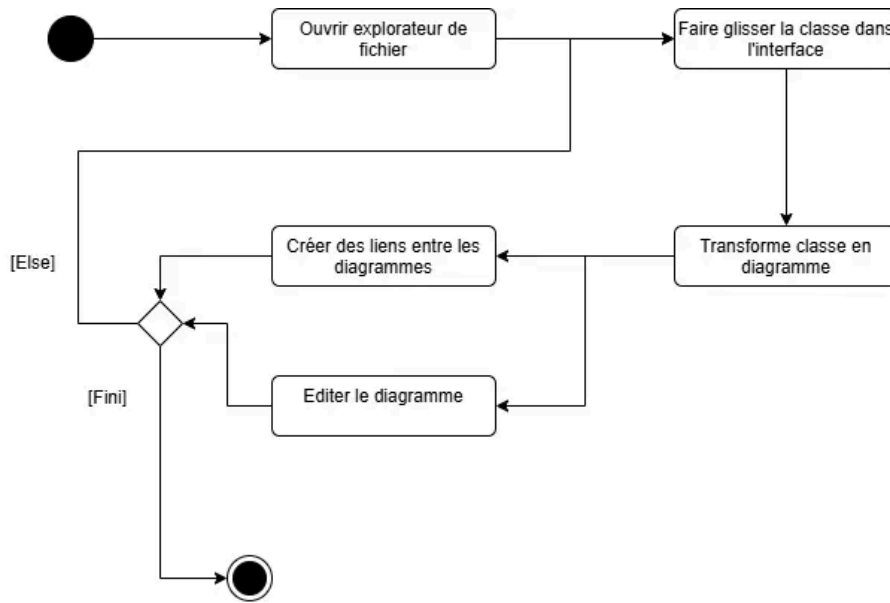 Ouvrir explorateur de
fichier
Faire glisser la classe dans
l'interface
[Else]
Créer des liens entre les
diagrammes
Transforme classe en
diagramme
[Fini]
Editer le diagramme